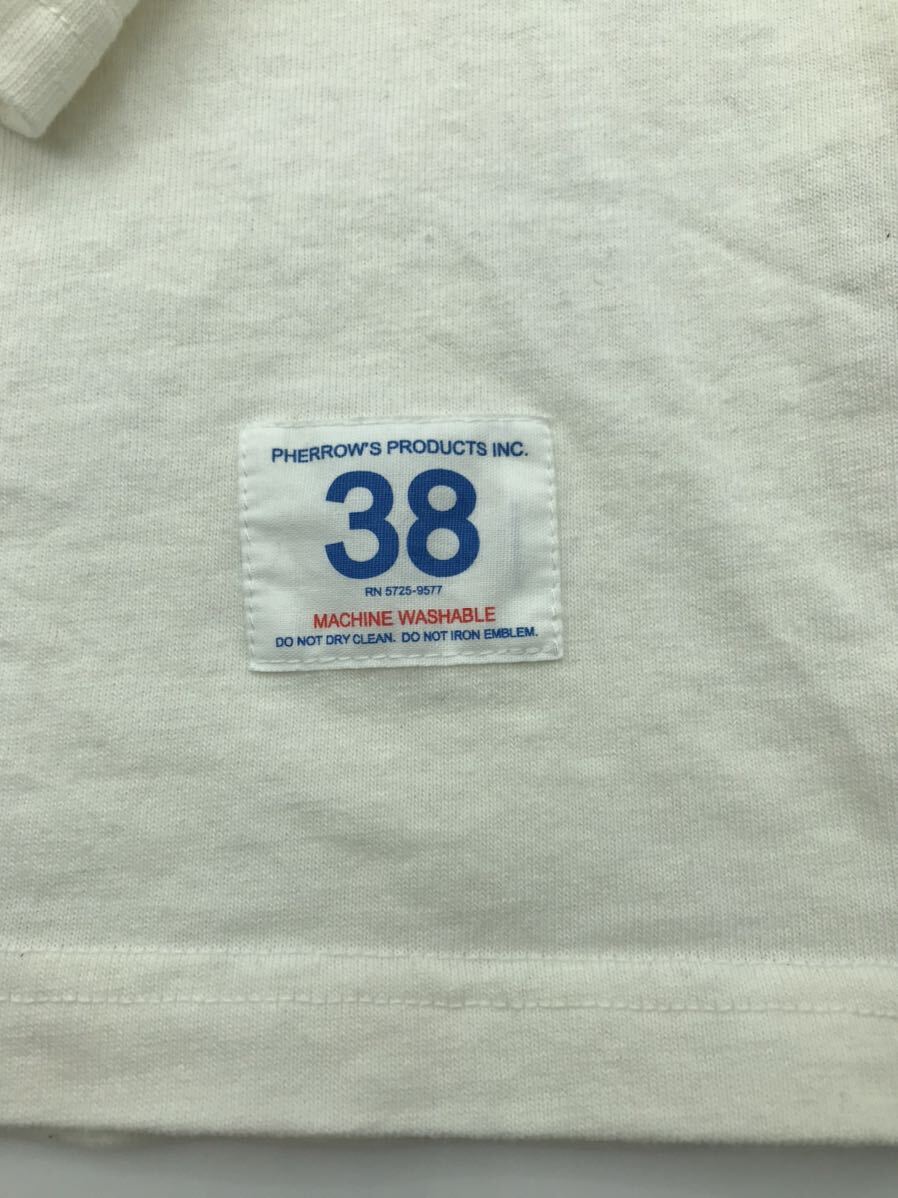 PHERROW'S PRODUCTS INC.
38
RN 5725-9577
MACHINE WASHABLE
DO NOT DRY CLEAN. DO NOT IRON EMBLEM.